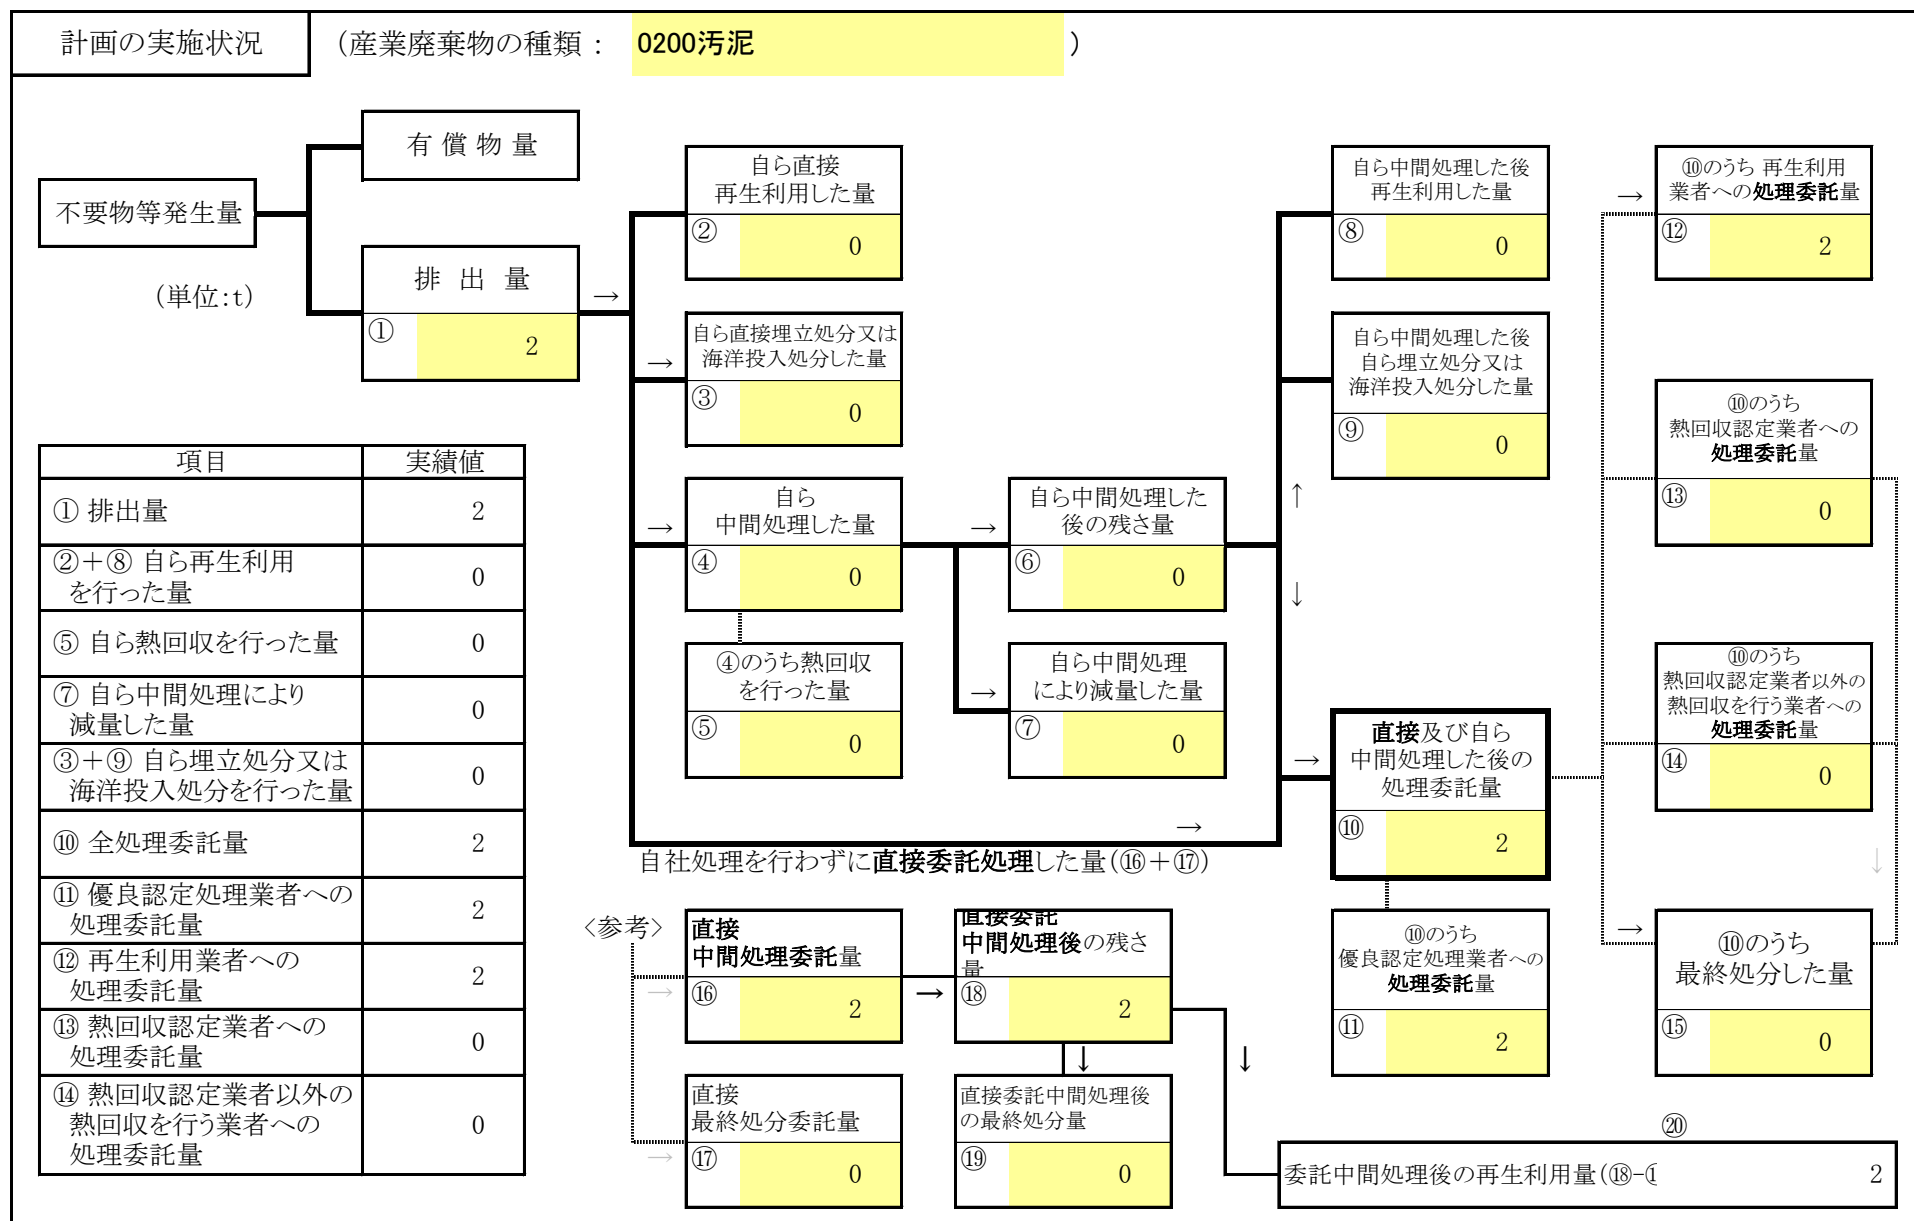 計画の実施状況
(産業廃棄物の種類： 0200汚泥 )
有償物量
不要物等発生量
(単位:t)
排出量
①
2
→
自ら直接
再生利用した量
②
0
→
自ら直接埋立処分又は
海洋投入処分した量
③
0
→
自ら
中間処理した量
④
0
④のうち熱回収
を行った量
⑤
0
→
自ら中間処理した
後の残さ量
⑥
0
→
自ら中間処理
により減量した量
⑦
0
自ら中間処理した後
再生利用した量
⑧
0
自ら中間処理した後
自ら埋立処分又は
海洋投入処分した量
⑨
0
↑
↓
→
直接及び自ら
中間処理した後の
処理委託量
⑩
2
→
自社処理を行わずに直接委託処理した量(⑯＋⑰)
⑩のうち
優良認定処理業者への
処理委託量
⑪
2
→
⑩のうち 再生利用
業者への処理委託量
⑫
2
⑩のうち
熱回収認定業者への
処理委託量
⑬
0
⑩のうち
熱回収認定業者以外の
熱回収を行う業者への
処理委託量
⑭
0
↓
→
⑩のうち
最終処分した量
⑮
0
項目 実績値
① 排出量 2
②＋⑧ 自ら再生利用
を行った量 0
⑤ 自ら熱回収を行った量 0
⑦ 自ら中間処理により
減量した量 0
③＋⑨ 自ら埋立処分又は
海洋投入処分を行った量 0
⑩ 全処理委託量 2
⑪ 優良認定処理業者への
処理委託量 2
⑫ 再生利用業者への
処理委託量 2
⑬ 熱回収認定業者への
処理委託量 0
⑭ 熱回収認定業者以外の
熱回収を行う業者への
処理委託量 0
〈参考〉
→
直接
中間処理委託量
⑯
2
→
直接委託
中間処理後の残さ
量
⑱
2
↓
↓
→
直接
最終処分委託量
⑰
0
直接委託中間処理後
の最終処分量
⑲
0
⑳
委託中間処理後の再生利用量(⑱-
2